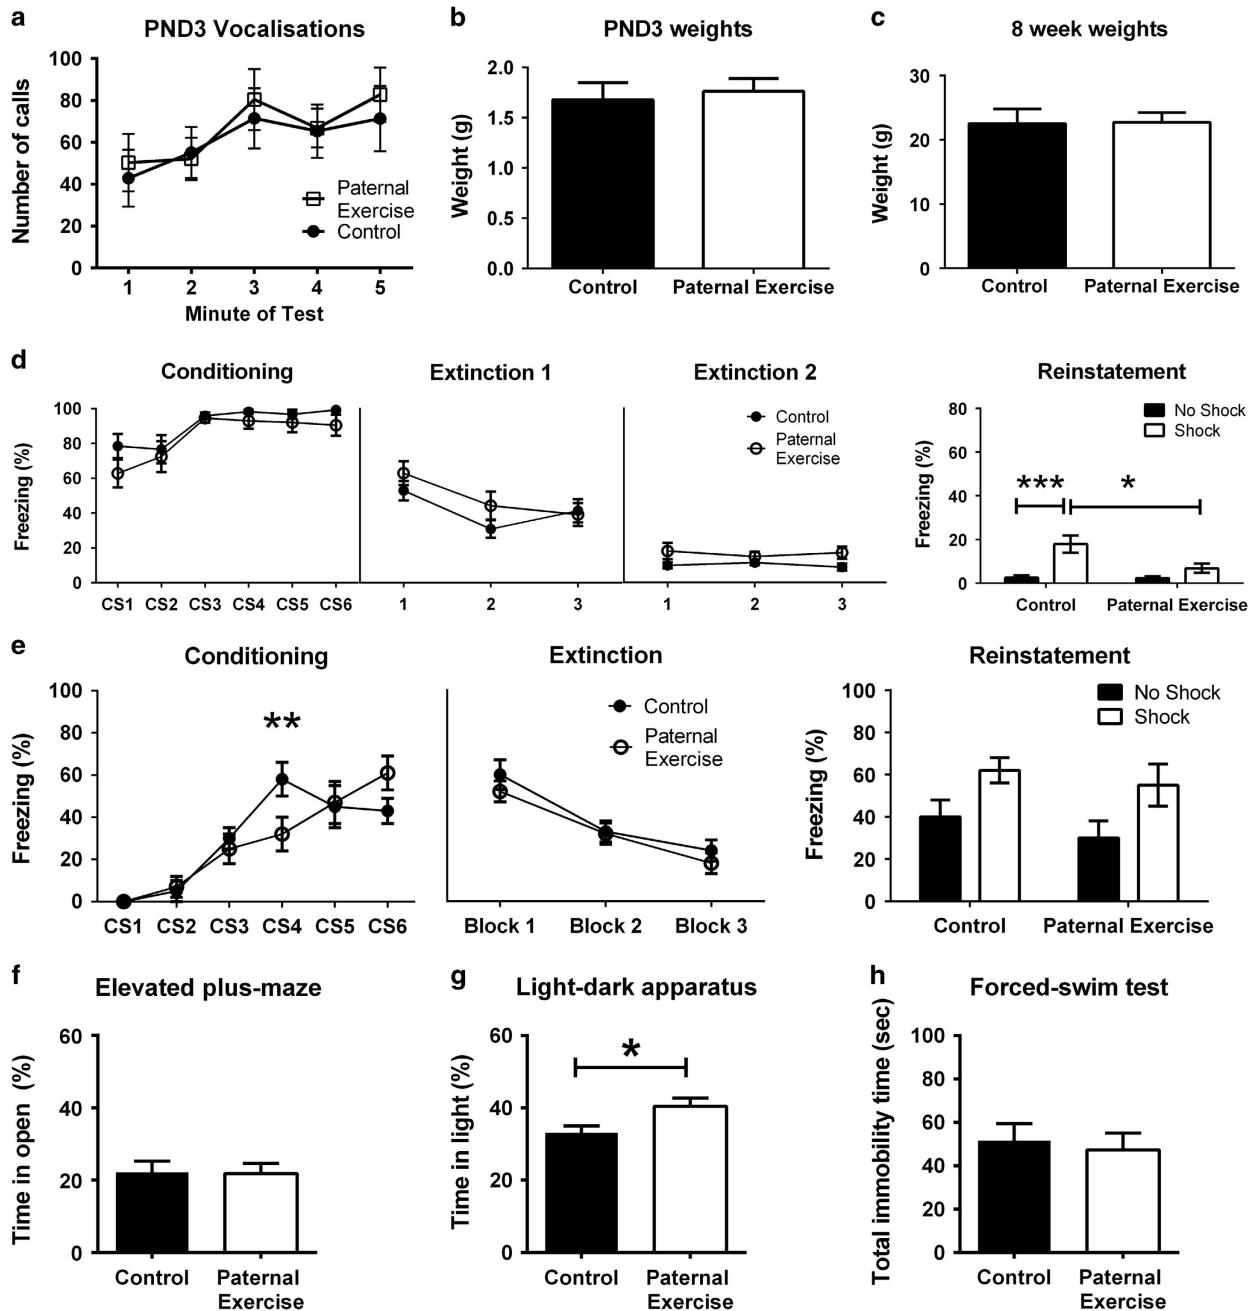 a
PND3 Vocalisations
Number of calls
100
80
60
40
20
0
1 2 3 4 5
Minute of Test
Paternal
Exercise
Control
b
PND3 weights
Weight (g)
2.0
1.5
1.0
0.5
0.0
Control Paternal Exercise
c
8 week weights
Weight (g)
30
20
10
0
Control Paternal Exercise
d
Conditioning
Freezing (%)
100
80
60
40
20
0
CS1 CS2 CS3 CS4 CS5 CS6
Extinction 1
1 2 3
Extinction 2
Control
Paternal
Exercise
1 2 3
Reinstatement
Freezing (%)
80
60
40
20
0
No Shock
Shock
*** *
Control Paternal Exercise
e
Conditioning
Freezing (%)
100
80
60
40
20
0
**
CS1 CS2 CS3 CS4 CS5 CS6
Extinction
Control
Paternal
Exercise
Block 1 Block 2 Block 3
Reinstatement
Freezing (%)
100
80
60
40
20
0
No Shock
Shock
Control Paternal Exercise
f
Elevated plus-maze
Time in open (%)
60
40
20
0
Control Paternal
Exercise
g
Light-dark apparatus
Time in light (%)
60
40
20
0
*
Control Paternal
Exercise
h
Forced-swim test
Total immobility time (sec)
100
80
60
40
20
0
Control Paternal
Exercise